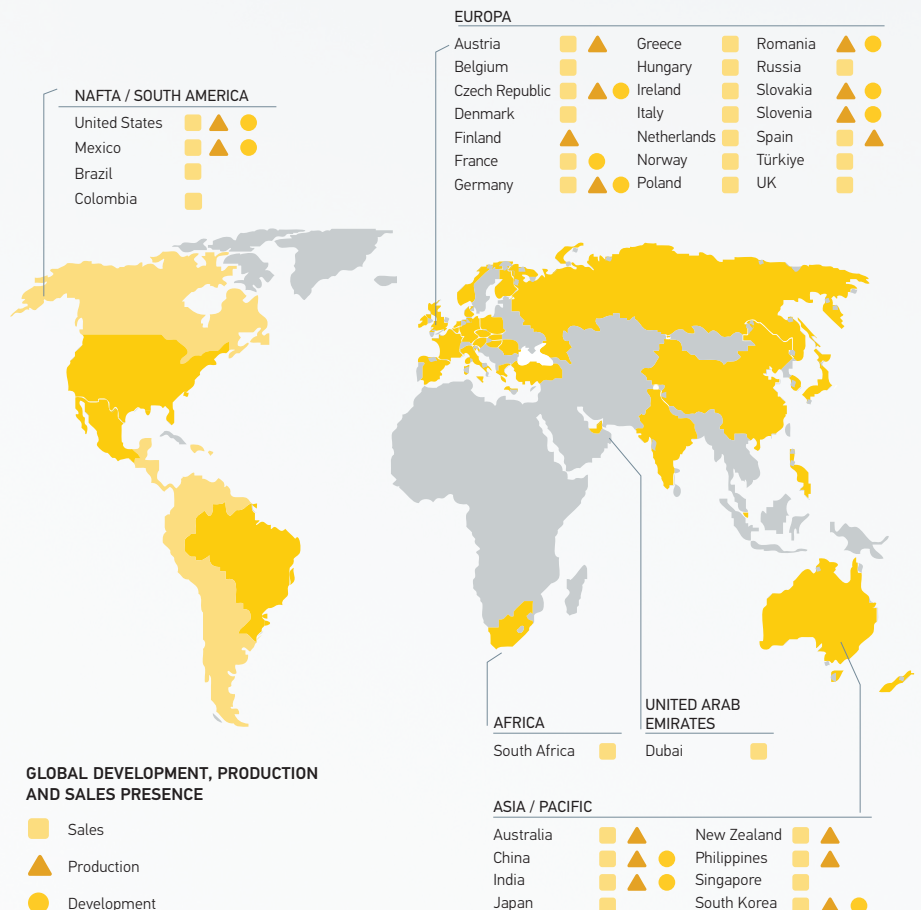 EUROPA
Austria
Belgium
Czech Republic
Denmark
Finland
France
Germany
Greece
Hungary
Ireland
Italy
Netherlands
Norway
Poland
Romania
Russia
Slovakia
Slovenia
Spain
Türkiye
UK
NAFTA / SOUTH AMERICA
United States
Mexico
Brazil
Colombia
AFRICA
South Africa
UNITED ARAB
EMIRATES
Dubai
GLOBAL DEVELOPMENT, PRODUCTION
AND SALES PRESENCE
Sales
Production
Development
ASIA / PACIFIC
Australia
China
India
Japan
New Zealand
Philippines
Singapore
South Korea